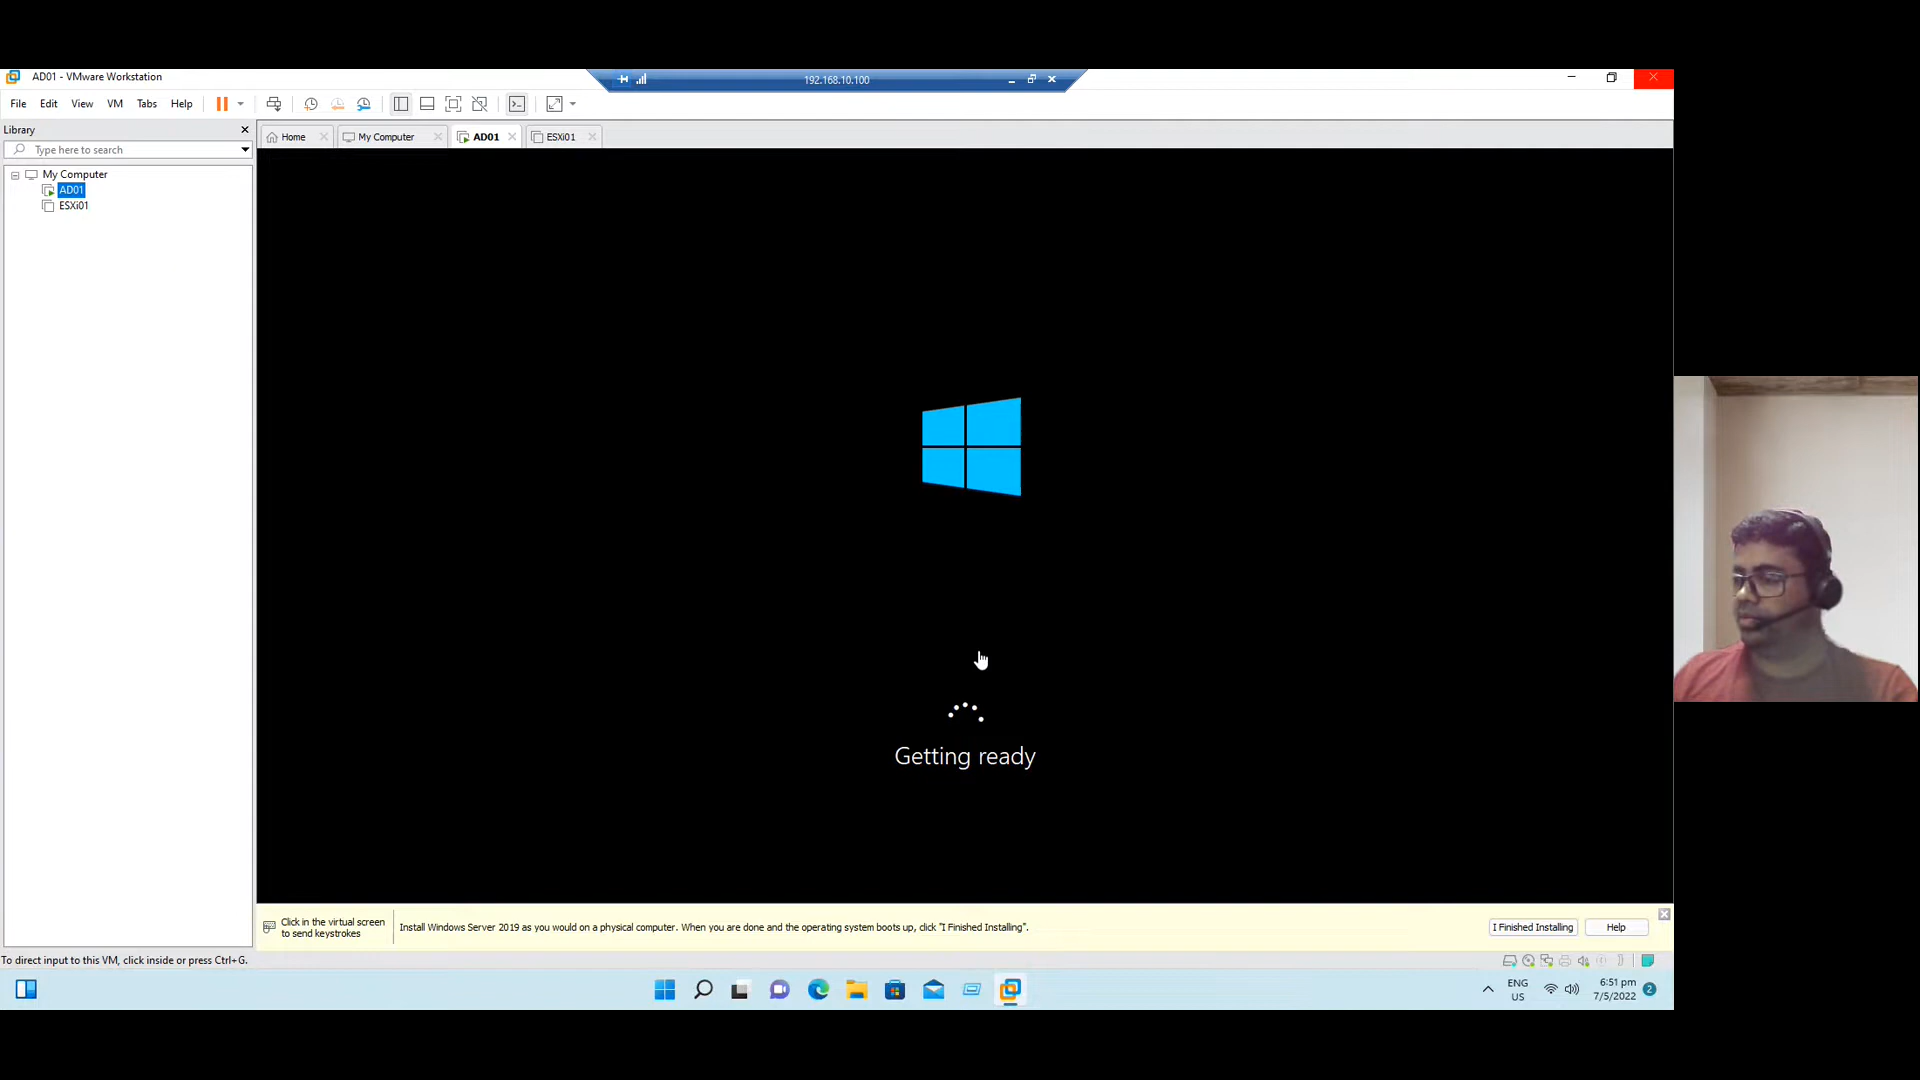 AD01 - VMware Workstation
192.168.10.100
File Edit View VM Tabs Help
Library
Home
My Computer
AD01
ESXi01
Type here to search
My Computer
AD01
ESXi01
Getting ready
Click in the virtual screen
to send keystrokes
Install Windows Server 2019 as you would on a physical computer. When you are done and the operating system boots up, click "I Finished Installing".
I Finished Installing
Help
To direct input to this VM, click inside or press Ctrl+G.
ENG
US
6:51 pm
7/5/2022
2